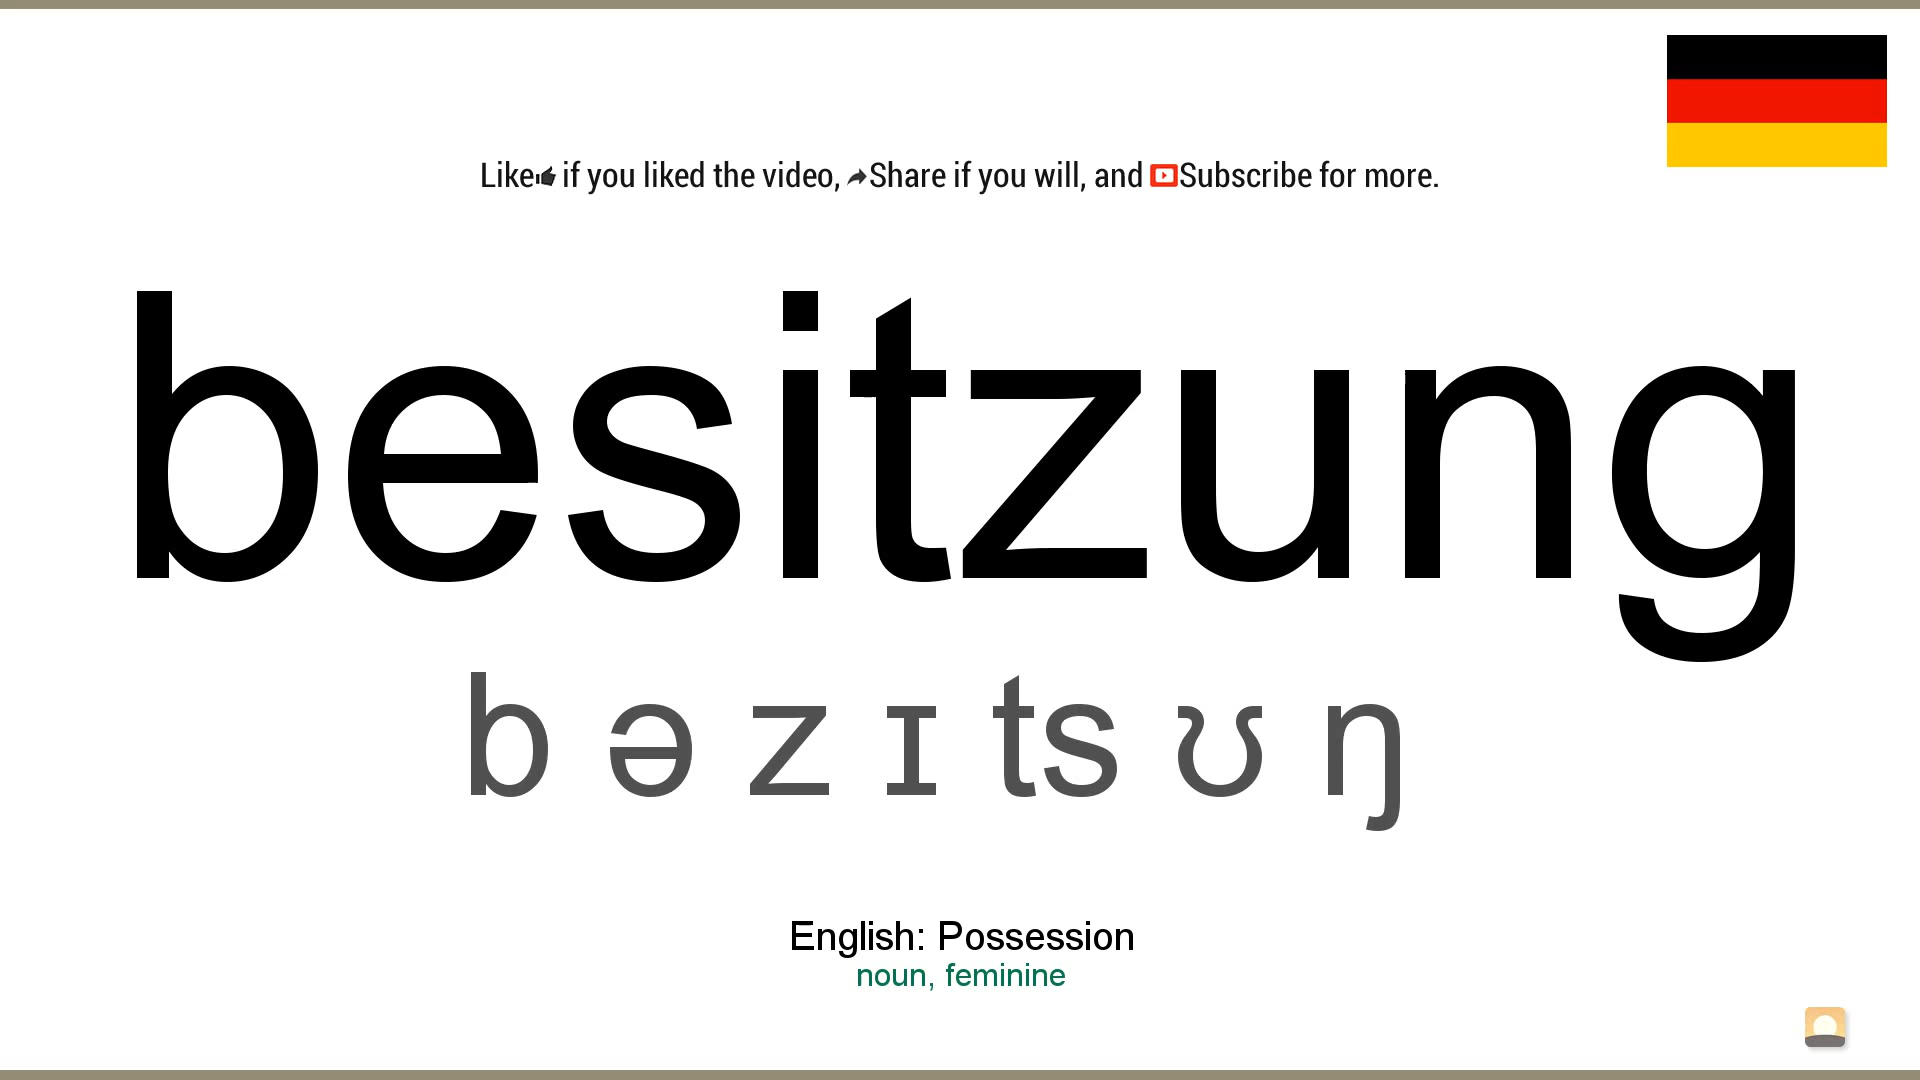 Like if you liked the video, Share if you will, and Subscribe for more.
besitzung
b ə z ɪ ʦ ʊ ŋ
English: Possession
noun, feminine